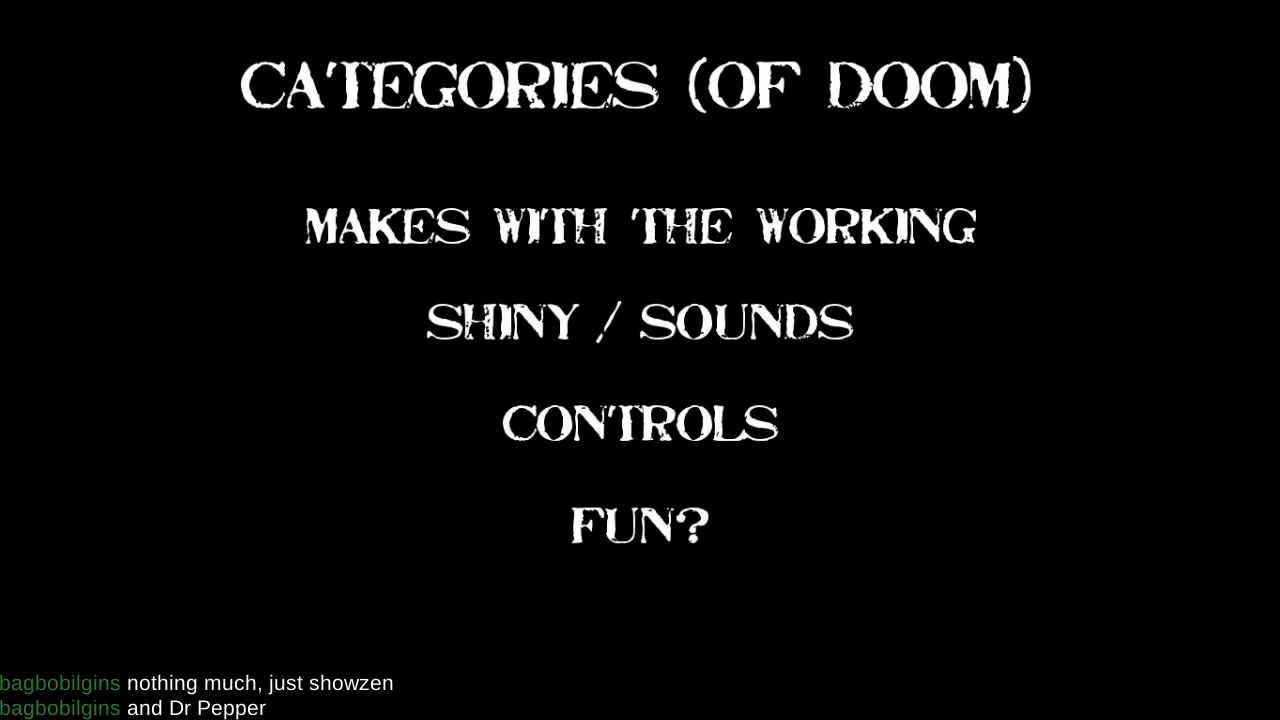 CATEGORIES (OF DOOM)
MAKES WITH THE WORKING
SHINY / SOUNDS
CONTROLS
FUN?
bagbobilgins nothing much, just showzen
bagbobilgins and Dr Pepper